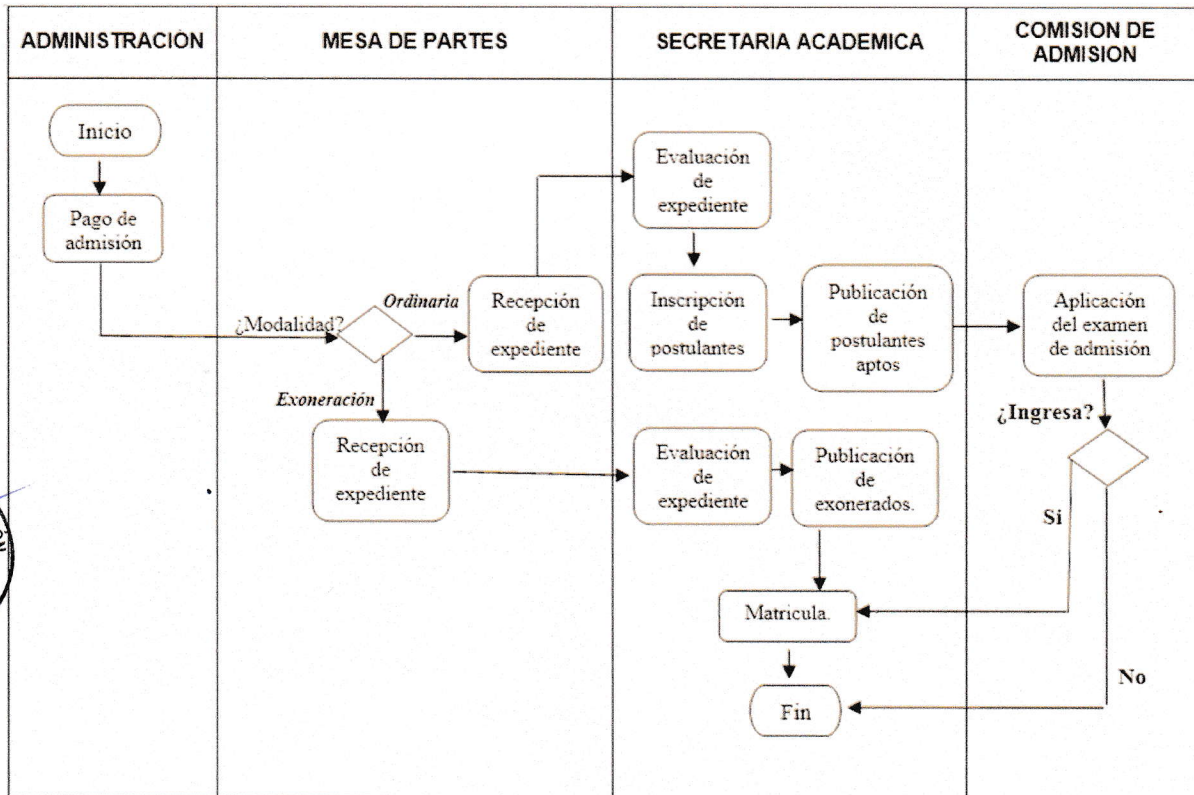 ADMINISTRACIÓN
MESA DE PARTES
SECRETARIA ACADEMICA
COMISION DE
ADMISION
Inicio
Pago de
admisión
¿Modalidad?
Ordinaria
Recepción
de
expediente
Exoneración
Recepción
de
expediente
Evaluación
de
expediente
Inscripción
de
postulantes
Publicación
de
postulantes
aptos
Evaluación
de
expediente
Publicación
de
exonerados.
Matricula.
Fin
Aplicación
del examen
de admisión
¿Ingresa?
Si
No